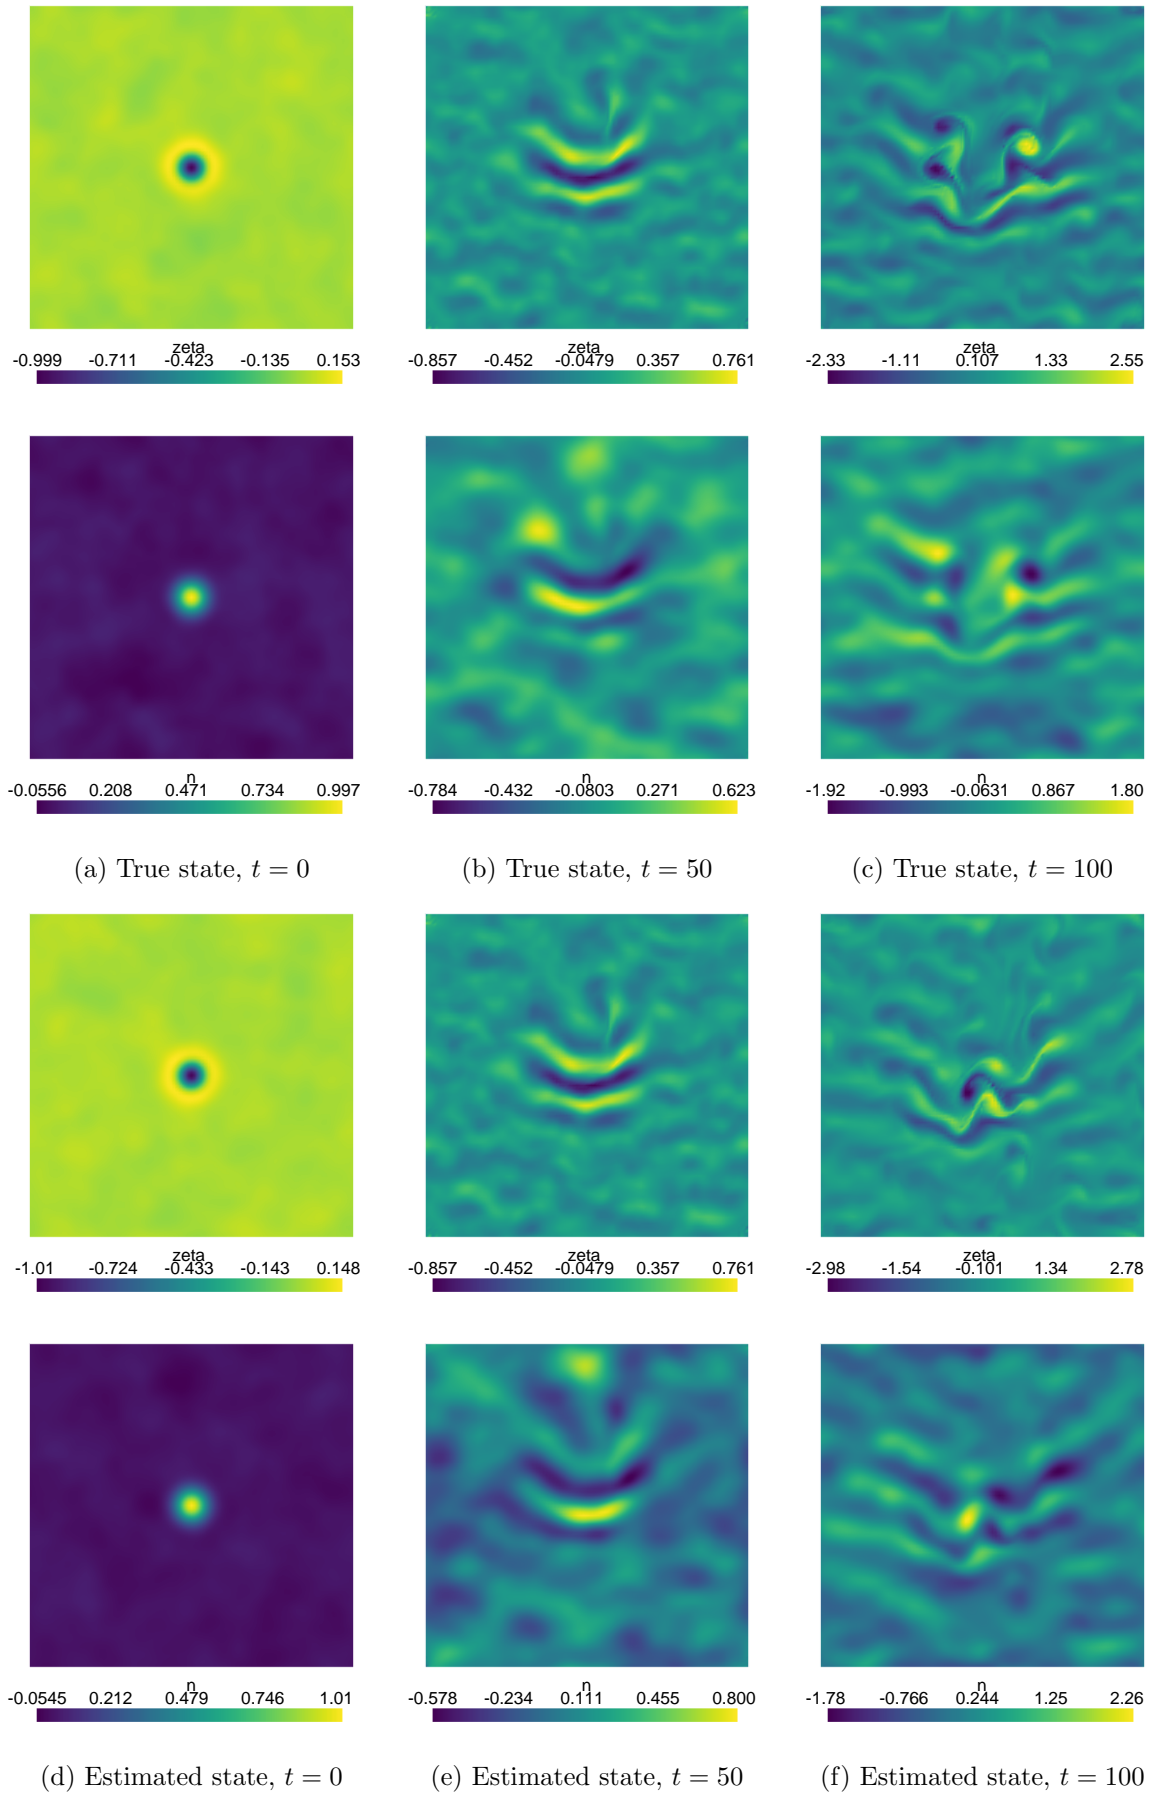 zeta zeta zeta
-0.999 -0.711 -0.423 -0.135 0.153 -0.857 -0.452 -0.0479 0.357 0.761 -2.33 -1.11 0.107 1.33 2.55
n n n
-0.0556 0.208 0.471 0.734 0.997 -0.784 -0.432 -0.0803 0.271 0.623 -1.92 -0.993 -0.0631 0.867 1.80
(a) True state, t = 0 (b) True state, t = 50 (c) True state, t = 100
zeta zeta zeta
-1.01 -0.724 -0.433 -0.143 0.148 -0.857 -0.452 -0.0479 0.357 0.761 -2.98 -1.54 -0.101 1.34 2.78
n n n
-0.0545 0.212 0.479 0.746 1.01 -0.578 -0.234 0.111 0.455 0.800 -1.78 -0.766 0.244 1.25 2.26
(d) Estimated state, t = 0 (e) Estimated state, t = 50 (f) Estimated state, t = 100